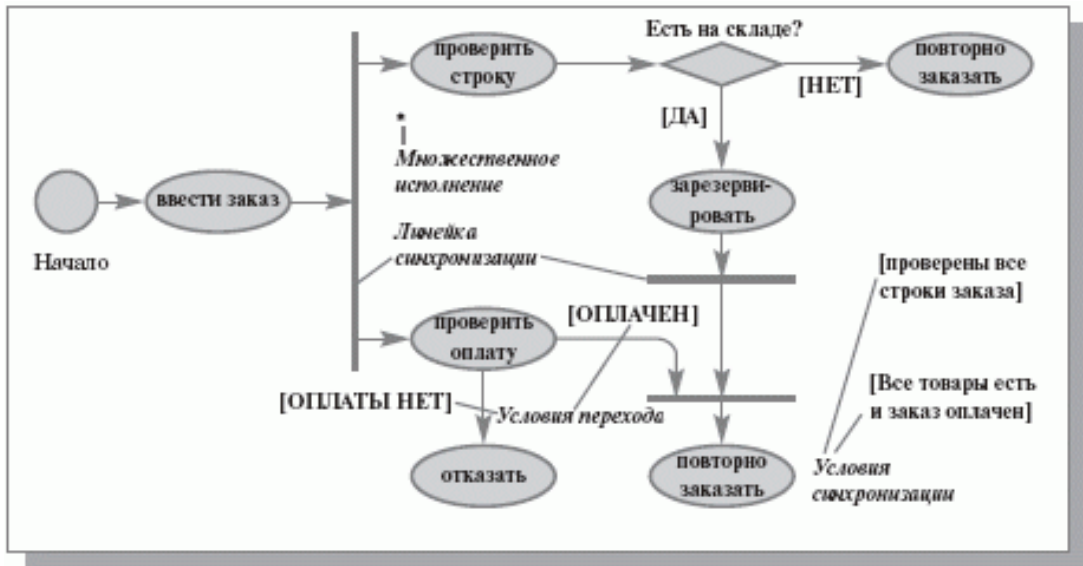 Есть на складе?
проверить
строку
повторно
заказать
[НЕТ]
[ДА]
*
Множественное
исполнение
ввести заказ
зарезерви-
ровать
Начало
Линейка
синхронизации
[проверены все
строки заказа]
проверить
оплату
[ОПЛАЧЕН]
[Все товары есть
и заказ оплачен]
[ОПЛАТЫ НЕТ]
Условия перехода
отказать
повторно
заказать
Условия
синхронизации